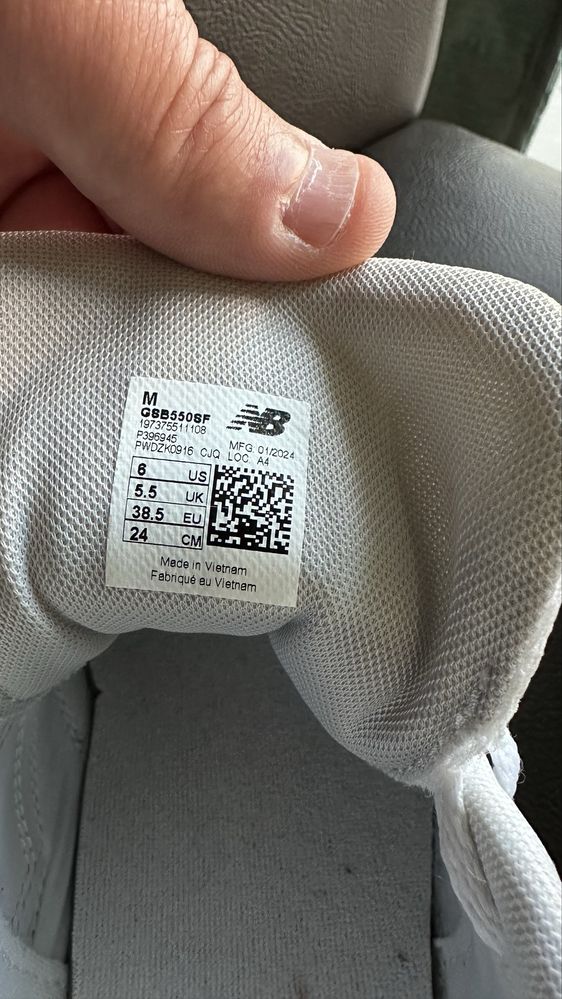 M
GSB550SF
197375511108
P396945 MFG: 01/2024
PWDZK0916 CJQ LOC: A4
6 US
5.5 UK
38.5 EU
24 CM
NB
Made in Vietnam
Fabriqué au Vietnam